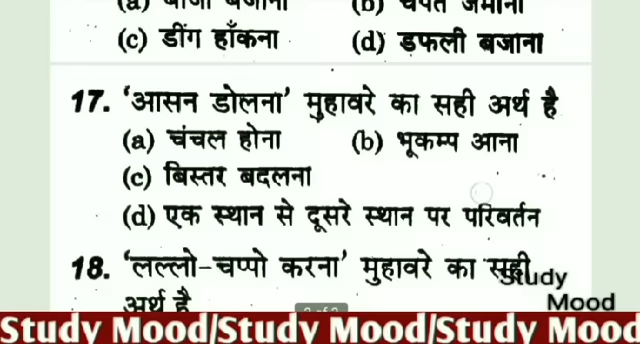 (c) डींग हाँकना (d) डफली बजाना
17. 'आसन डोलना' मुहावरे का सही अर्थ है
(a) चंचल होना (b) भूकम्प आना
(c) बिस्तर बदलना
(d) एक स्थान से दूसरे स्थान पर परिवर्तन
18. 'लल्लो-चप्पो करना' मुहावरे का सही
अर्थ है
Study
Mood
Study Mood/Study Mood/Study Mood